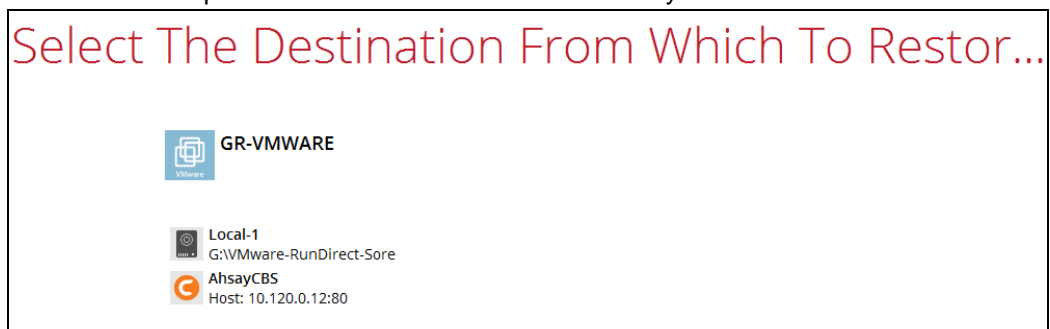 Select The Destination From Which To Restor...
GR-VMWARE
VMware
Local-1
G:\VMware-RunDirect-Sore
AhsayCBS
Host: 10.120.0.12:80